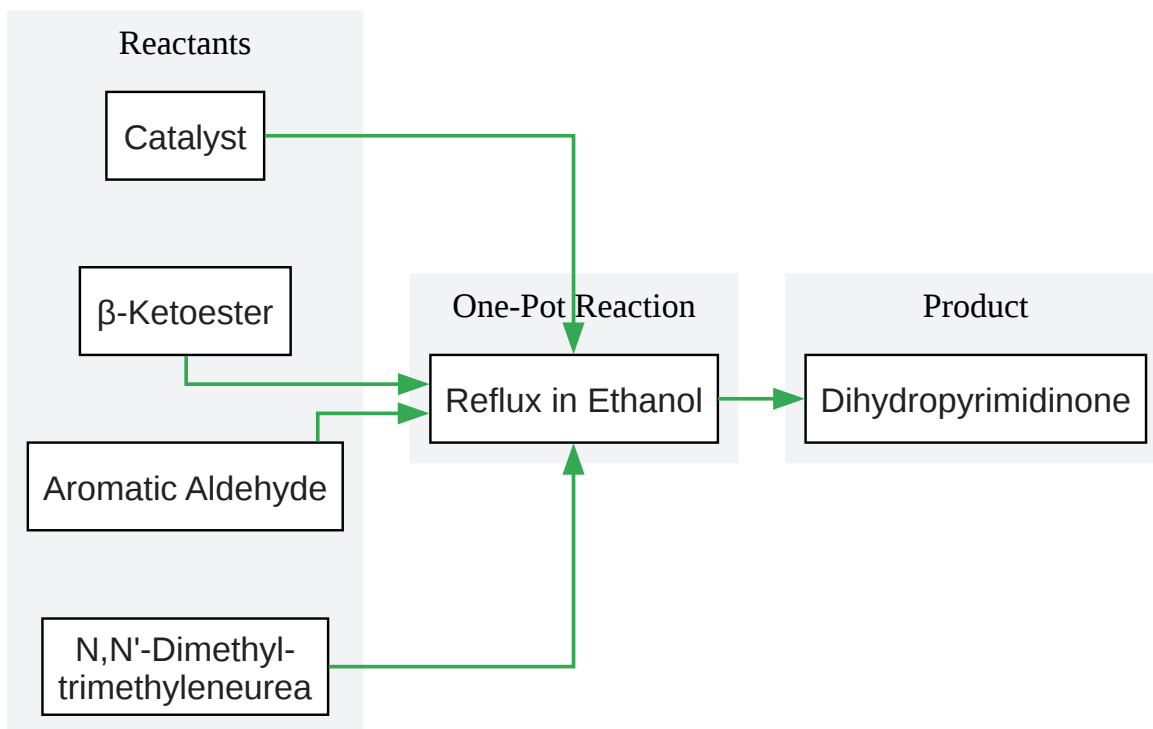 Reactants
Catalyst
β-Ketoester
Aromatic Aldehyde
N,N'-Dimethyl-
trimethyleneurea
One-Pot Reaction
Reflux in Ethanol
Product
Dihydropyrimidinone